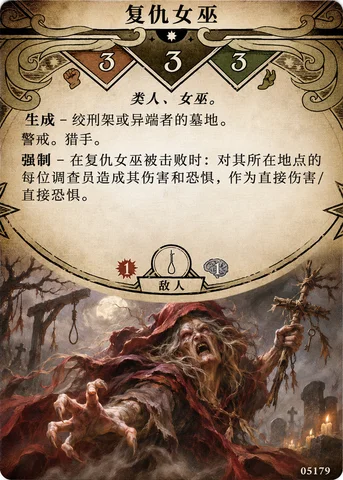 复仇女巫
3 3 3
类人、女巫。
生成 – 绞刑架或异端者的墓地。
警戒。猎手。
强制 – 在复仇女巫被击败时：对其所在地点的
每位调查员造成其伤害和恐惧，作为直接伤害/
直接恐惧。
1 1
敌人
05179